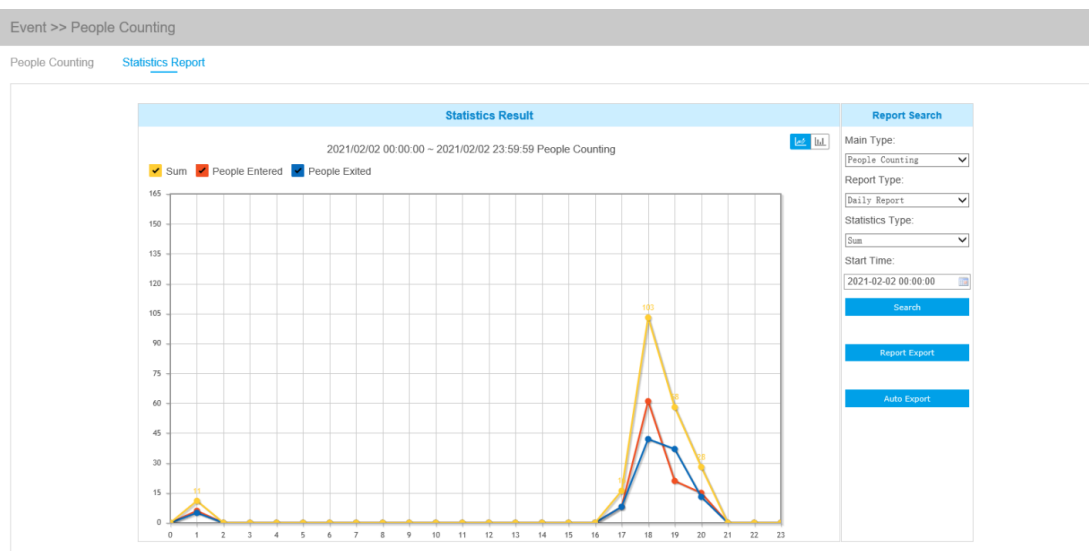 Event >> People Counting
People Counting Statistics Report
Statistics Result
2021/02/02 00:00:00 ~ 2021/02/02 23:59:59 People Counting
Sum People Entered People Exited
165
150
135
120
105
90
75
60
45
30
15
0
103
28
11
0 1 2 3 4 5 6 7 8 9 10 11 12 13 14 15 16 17 18 19 20 21 22 23
Report Search
Main Type:
People Counting
Report Type:
Daily Report
Statistics Type:
Sum
Start Time:
2021-02-02 00:00:00
Search
Report Export
Auto Export